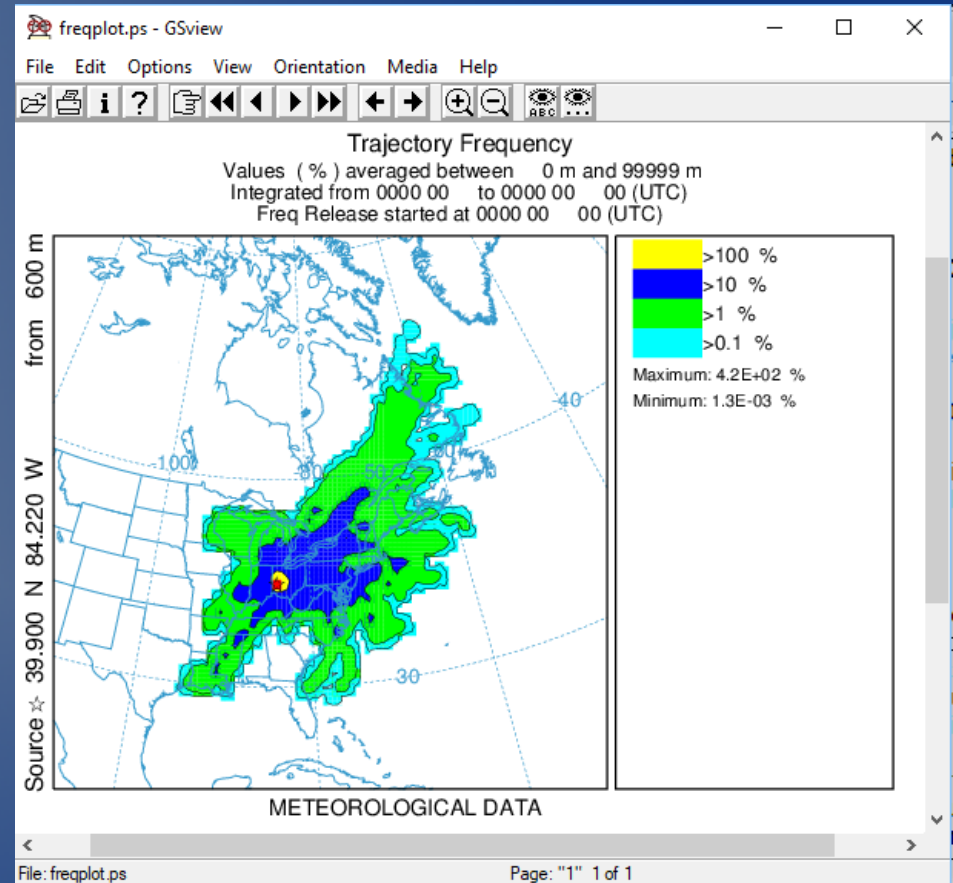 freqplot.ps - GSview
File Edit Options View Orientation Media Help
i ?
ABC
Trajectory Frequency
Values ( % ) averaged between 0 m and 99999 m
Integrated from 0000 00 to 0000 00 00 (UTC)
Freq Release started at 0000 00 00 (UTC)
Source ☆ 39.900 N 84.220 W from 600 m
>100 %
>10 %
>1 %
>0.1 %
Maximum: 4.2E+02 %
Minimum: 1.3E-03 %
-40
-100
50
30
METEOROLOGICAL DATA
File: freqplot.ps Page: "1" 1 of 1